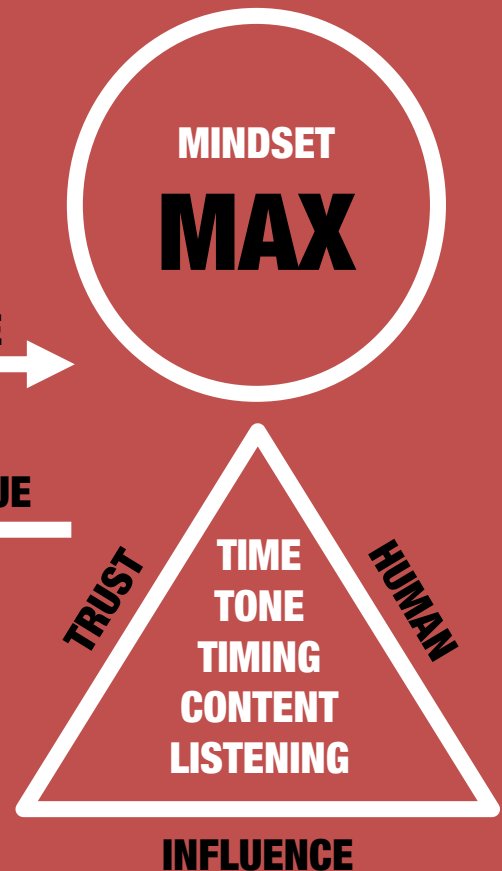 MINDSET
MAX
TRUST
HUMAN
TIME
TONE
TIMING
CONTENT
LISTENING
INFLUENCE